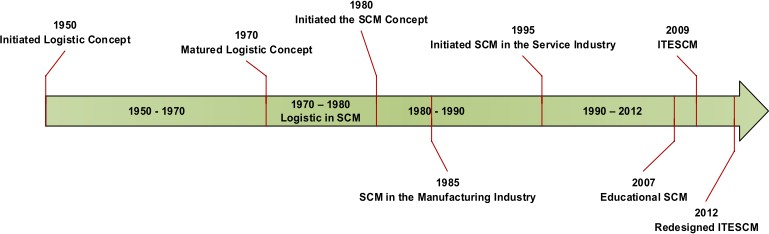 1950
Initiated Logistic Concept
1970
Matured Logistic Concept
1980
Initiated the SCM Concept
1995
Initiated SCM in the Service Industry
2009
ITESCM
1950 - 1970
1970 – 1980
Logistic in SCM
1980 - 1990
1990 – 2012
1985
SCM in the Manufacturing Industry
2007
Educational SCM
2012
Redesigned ITESCM